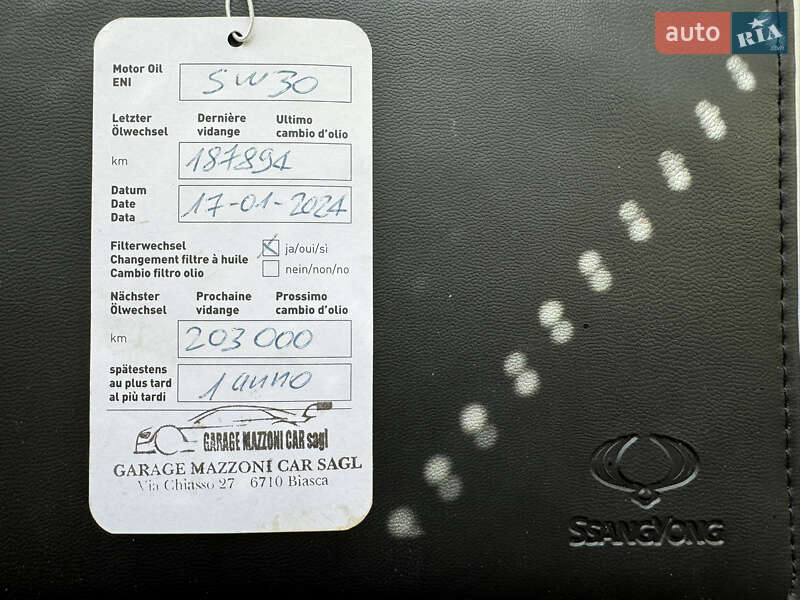 auto RIA
Motor Oil
ENI
5W30
Letzter Dernière Ultimo
Ölwechsel vidange cambio d'olio
km 187894
Datum
Date
Data
17-01-2024
Filterwechsel
Changement filtre à huile
Cambio filtro olio
ja/oui/sì
nein/non/no
Nächster Prochaine Prossimo
Ölwechsel vidange cambio d'olio
km 203000
spätestens
au plus tard
al più tardi
1 anno
GARAGE MAZZONI CAR sagl
GARAGE MAZZONI CAR SAGL
Via Chiasso 27 6710 Biasca
SSANGYONG